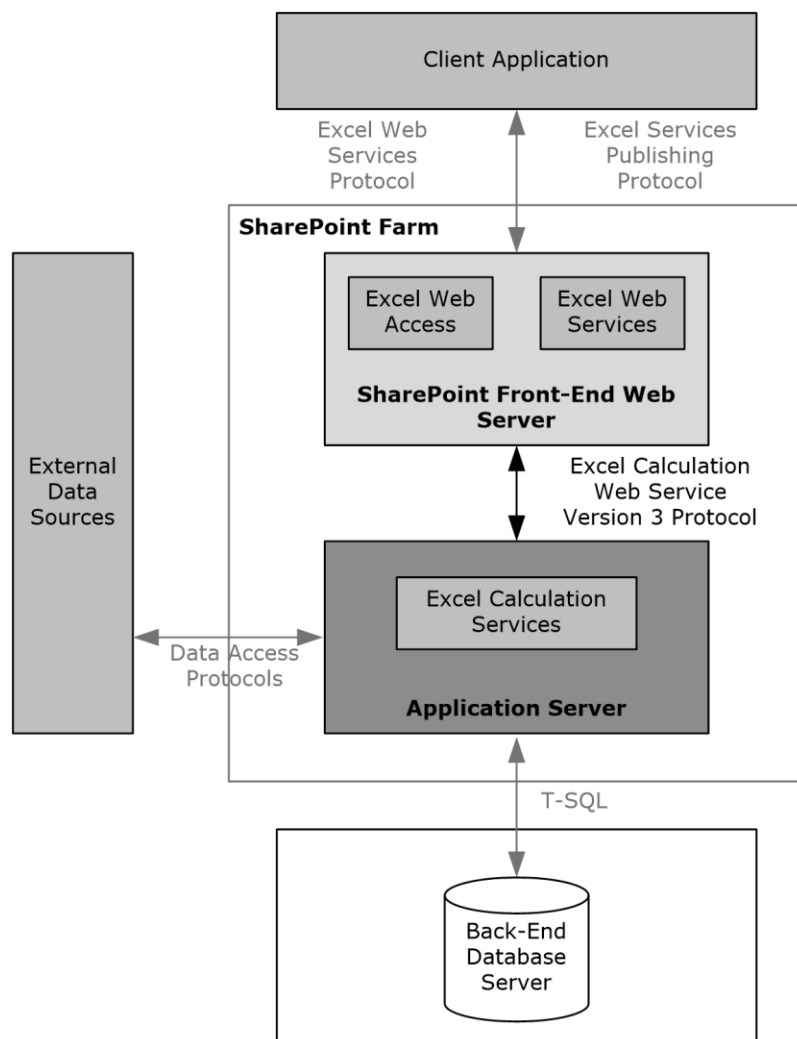 Client Application
Excel Web
Services
Protocol
Excel Services
Publishing
Protocol
SharePoint Farm
Excel Web
Access
Excel Web
Services
SharePoint Front-End Web
Server
External
Data
Sources
Excel Calculation
Web Service
Version 3 Protocol
Excel Calculation
Services
Data Access
Protocols
Application Server
T-SQL
Back-End
Database
Server